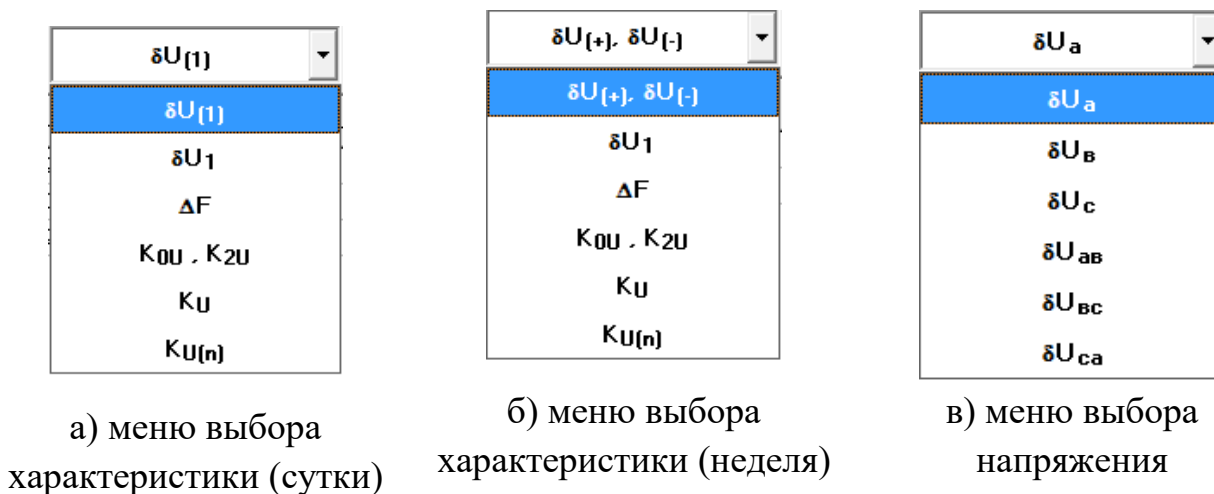 δU(1)
δU(1)
δU1
ΔF
K0U , K2U
KU
KU(n)
а) меню выбора
характеристики (сутки)
δU(+), δU(-)
δU(+), δU(-)
δU1
ΔF
K0U , K2U
KU
KU(n)
б) меню выбора
характеристики (неделя)
δUа
δUа
δUв
δUс
δUав
δUвс
δUса
в) меню выбора
напряжения